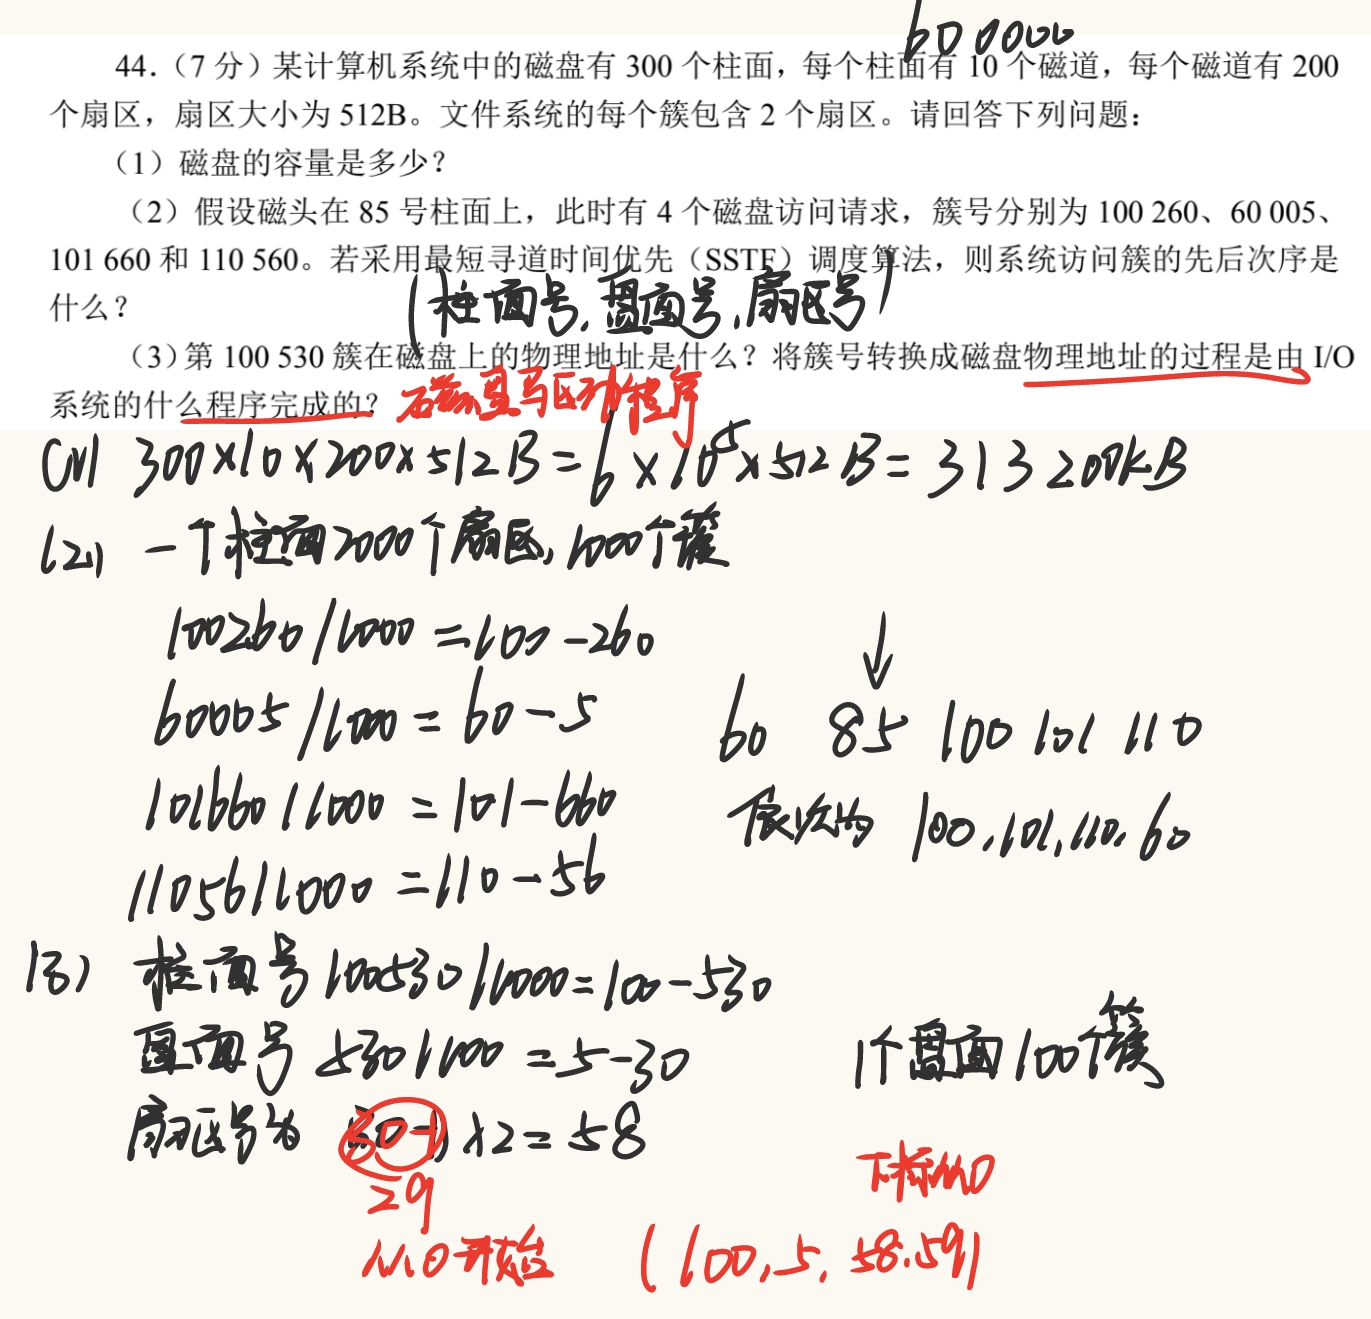 600000
44.（7 分）某计算机系统中的磁盘有 300 个柱面，每个柱面有 10 个磁道，每个磁道有 200
个扇区，扇区大小为 512B。文件系统的每个簇包含 2 个扇区。请回答下列问题：
（1）磁盘的容量是多少？
（2）假设磁头在 85 号柱面上，此时有 4 个磁盘访问请求，簇号分别为 100 260、60 005、
101 660 和 110 560。若采用最短寻道时间优先（SSTF）调度算法，则系统访问簇的先后次序是
什么？
（柱面号,盘面号,扇区号）
（3）第 100 530 簇在磁盘上的物理地址是什么？将簇号转换成磁盘物理地址的过程是由 I/O
系统的什么程序完成的？
磁盘驱动程序
(1) 300×10×200×512B=6×10⁵×512B=313200KB
(2) 一个柱面2000个扇区,1000个簇
100260/1000=100-260
60005/1000=60-5
↓
60 85 100 101 110
101660/1000=101-660
依次为 100,101,110,60
11056/1000=110-56
(3) 柱面号100530/1000=100-530
盘面号 530/100=5-30
1个盘面100个簇
扇区号为 (30-1)×2=58
29
下标从0
从0开始
(100,5,58.59)